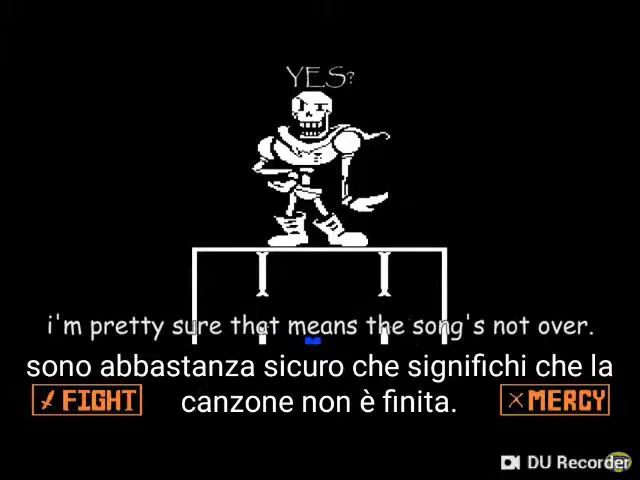 YES?
i'm pretty sure that means the song's not over.
sono abbastanza sicuro che significhi che la
canzone non è finita.
FIGHT
MERCY
DU Recorder